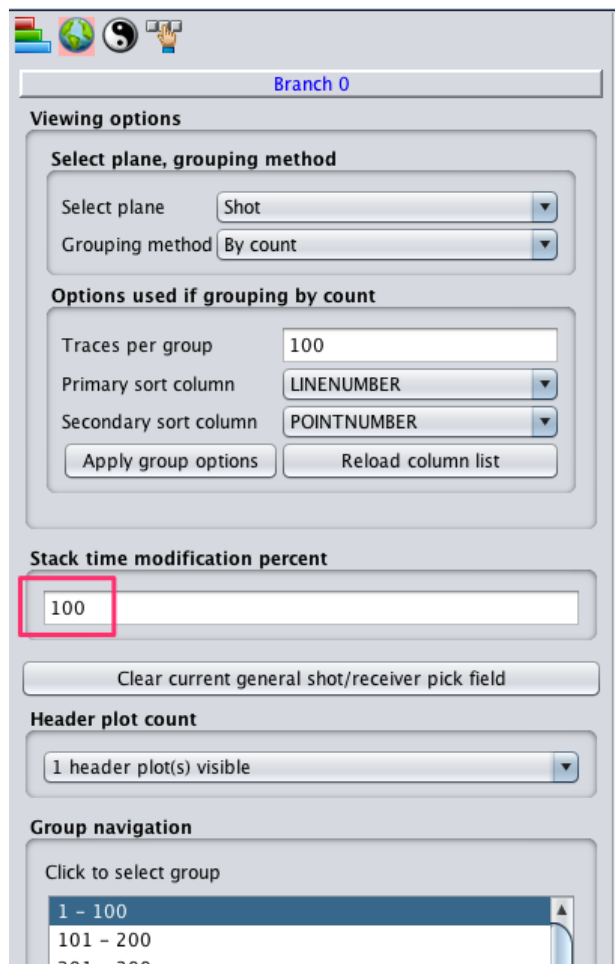 Branch 0
Viewing options
Select plane, grouping method
Select plane Shot
Grouping method By count
Options used if grouping by count
Traces per group 100
Primary sort column LINENUMBER
Secondary sort column POINTNUMBER
Apply group options Reload column list
Stack time modification percent
100
Clear current general shot/receiver pick field
Header plot count
1 header plot(s) visible
Group navigation
Click to select group
1 - 100
101 - 200